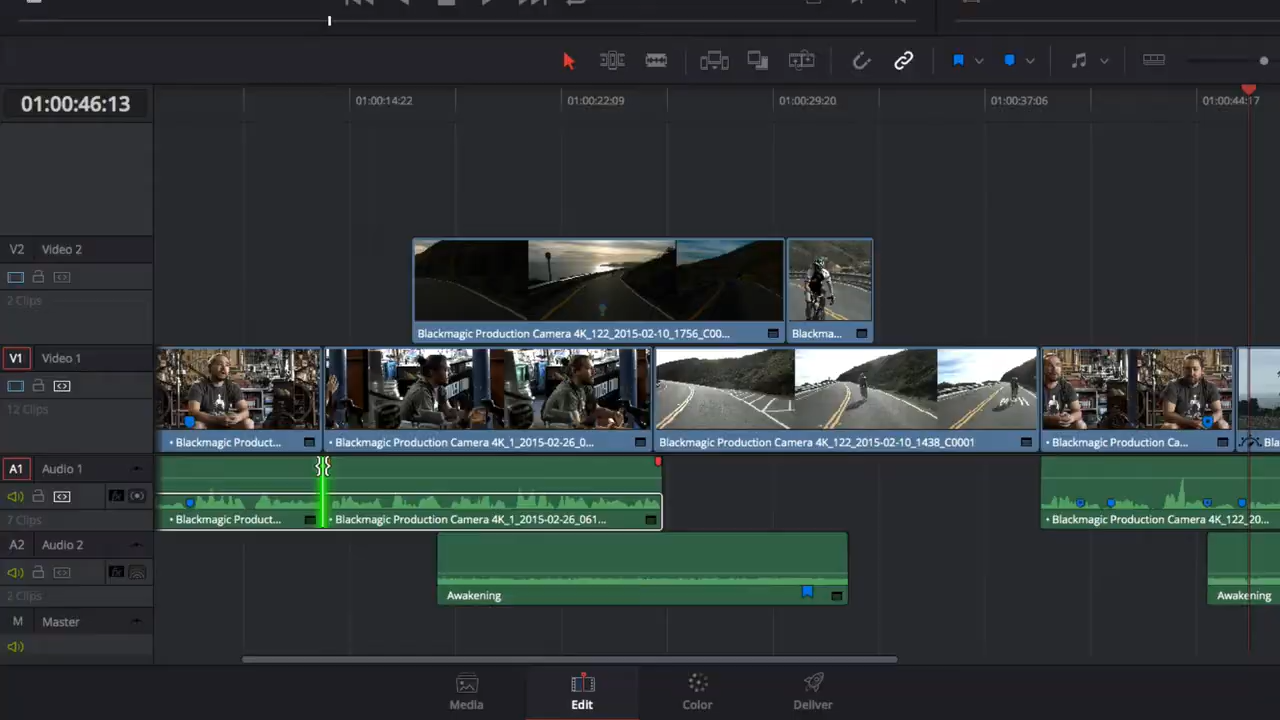 01:00:46:13
01:00:14:22
01:00:22:09
01:00:29:20
01:00:37:06
01:00:44:17
V2 Video 2
2 Clips
Blackmagic Production Camera 4K_122_2015-02-10_1756_C00...
Blackma...
V1 Video 1
12 Clips
• Blackmagic Product...
• Blackmagic Production Camera 4K_1_2015-02-26_0...
Blackmagic Production Camera 4K_122_2015-02-10_1438_C0001
• Blackmagic Production Ca...
Bla
A1 Audio 1
fx
7 Clips
• Blackmagic Product...
• Blackmagic Production Camera 4K_1_2015-02-26_061...
• Blackmagic Production Camera 4K_122_20...
A2 Audio 2
fx
2 Clips
Awakening
Awakening
M Master
Media
Edit
Color
Deliver